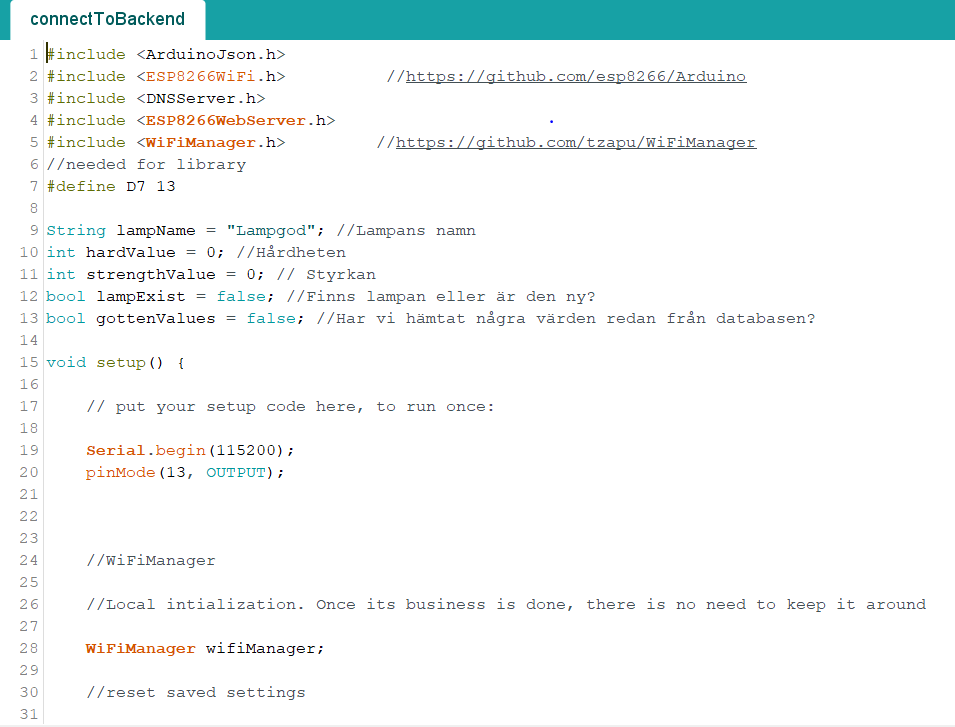 connectToBackend
1 #include <ArduinoJson.h>
2 #include <ESP8266WiFi.h>          //https://github.com/esp8266/Arduino
3 #include <DNSServer.h>
4 #include <ESP8266WebServer.h>
5 #include <WiFiManager.h>         //https://github.com/tzapu/WiFiManager
6 //needed for library
7 #define D7 13
8
9 String lampName = "Lampgod"; //Lampans namn
10 int hardValue = 0; //Hårdheten
11 int strengthValue = 0; // Styrkan
12 bool lampExist = false; //Finns lampan eller är den ny?
13 bool gottenValues = false; //Har vi hämtat några värden redan från databasen?
14
15 void setup() {
16
17     // put your setup code here, to run once:
18
19     Serial.begin(115200);
20     pinMode(13, OUTPUT);
21
22
23
24     //WiFiManager
25
26     //Local intialization. Once its business is done, there is no need to keep it around
27
28     WiFiManager wifiManager;
29
30     //reset saved settings
31